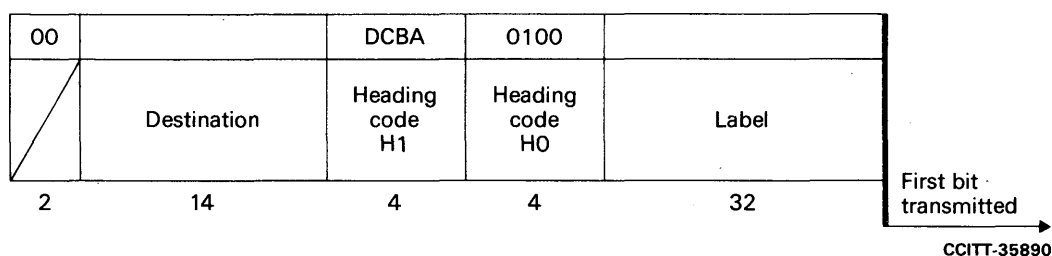 00 DCBA 0100
Destination
Heading
code
H1
Heading
code
H0
Label
2 14 4 4 32
First bit
transmitted
CCITT-35890